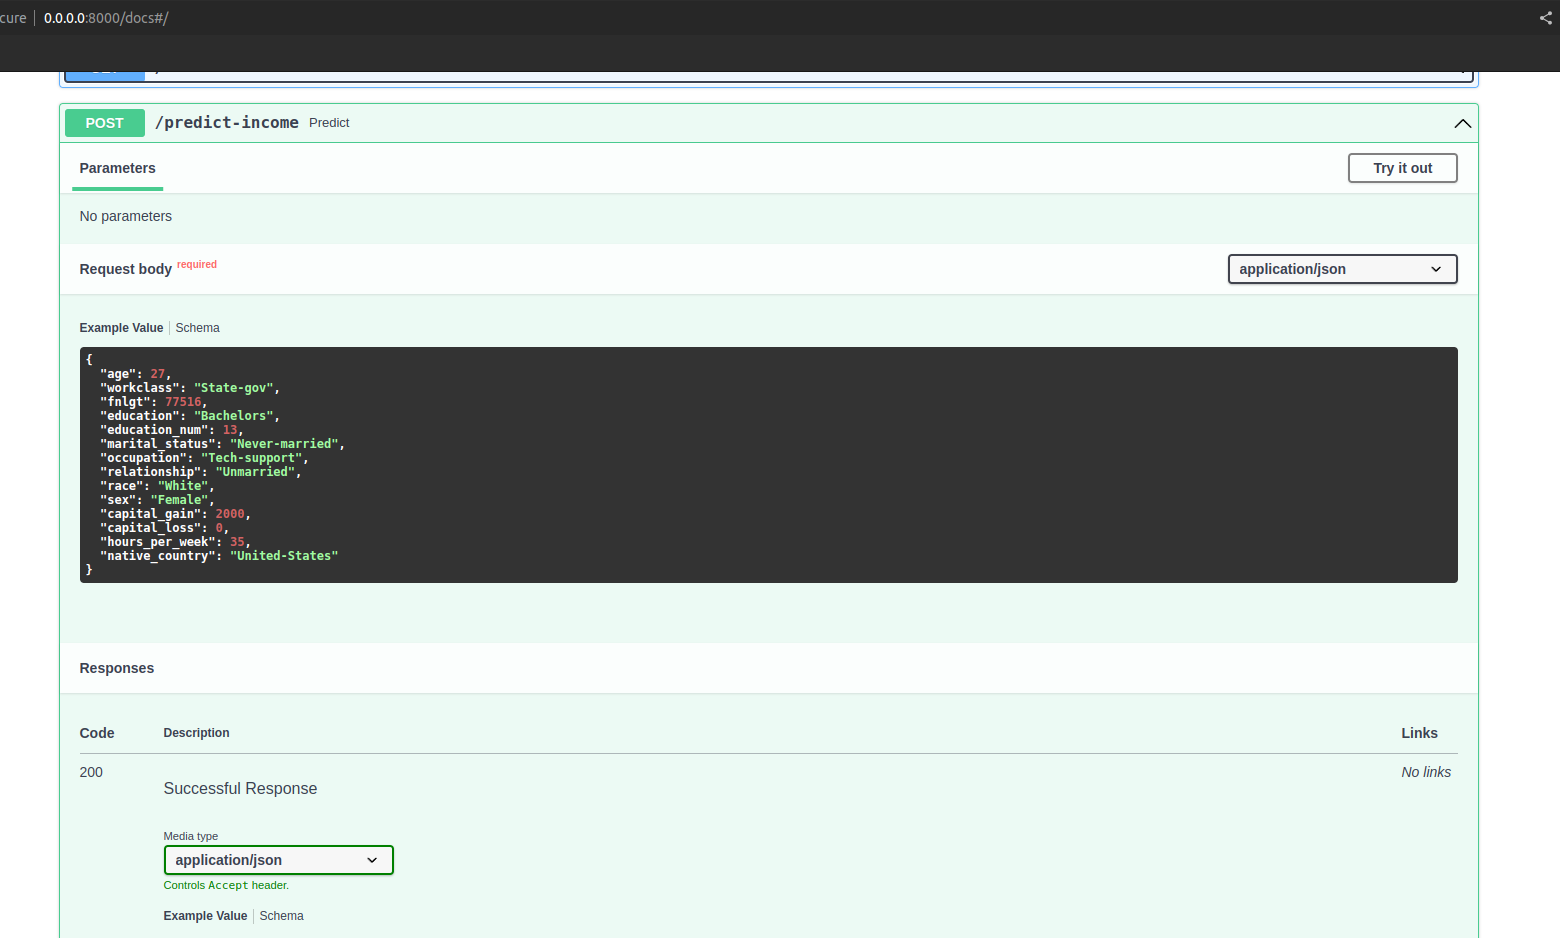 cure | 0.0.0.0:8000/docs#/
POST /predict-income Predict
Parameters
Try it out
No parameters
Request body required
application/json
Example Value | Schema
{
"age": 27,
"workclass": "State-gov",
"fnlgt": 77516,
"education": "Bachelors",
"education_num": 13,
"marital_status": "Never-married",
"occupation": "Tech-support",
"relationship": "Unmarried",
"race": "White",
"sex": "Female",
"capital_gain": 2000,
"capital_loss": 0,
"hours_per_week": 35,
"native_country": "United-States"
}
Responses
Code Description Links
200 No links
Successful Response
Media type
application/json
Controls Accept header.
Example Value | Schema